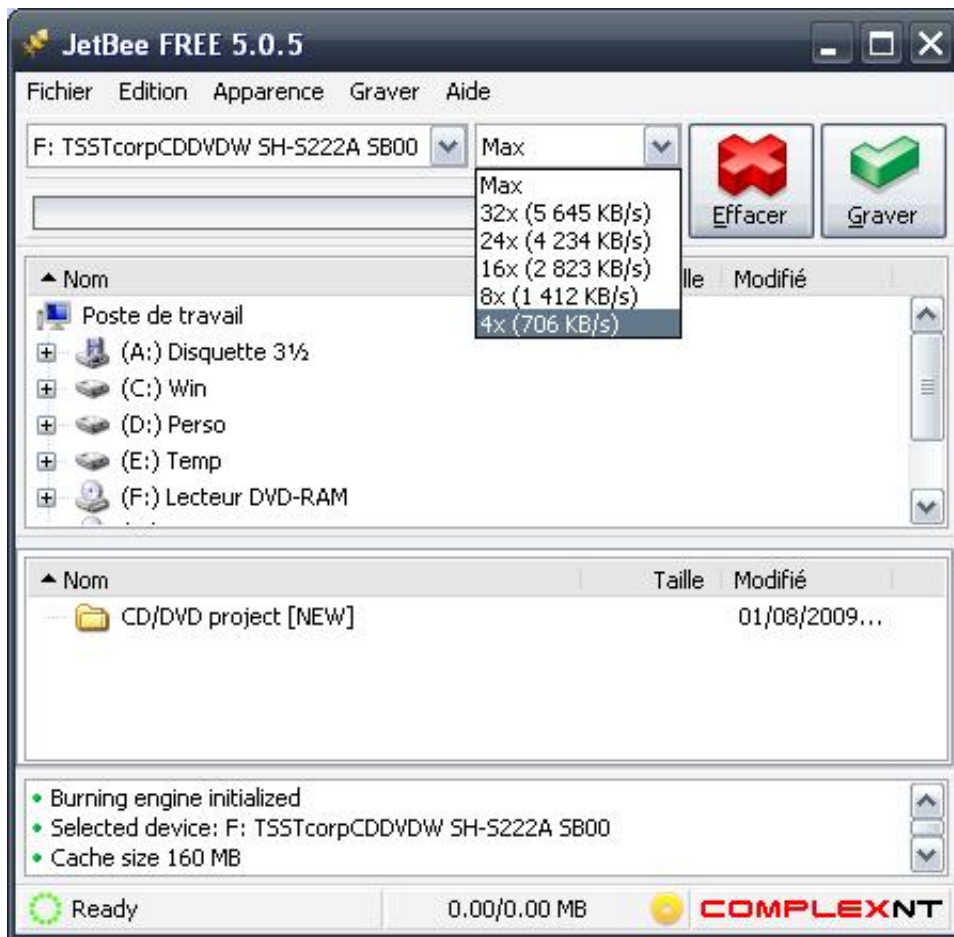 JetBee FREE 5.0.5
Fichier Edition Apparence Graver Aide
F: TSSTcorpCDDVDW SH-S222A SB00 Max
Max
32x (5 645 KB/s)
24x (4 234 KB/s)
16x (2 823 KB/s)
8x (1 412 KB/s)
4x (706 KB/s)
Effacer Graver
Nom lle Modifié
Poste de travail
(A:) Disquette 3½
(C:) Win
(D:) Perso
(E:) Temp
(F:) Lecteur DVD-RAM
Nom Taille Modifié
CD/DVD project [NEW] 01/08/2009...
Burning engine initialized
Selected device: F: TSSTcorpCDDVDW SH-S222A SB00
Cache size 160 MB
Ready 0.00/0.00 MB COMPLEXNT